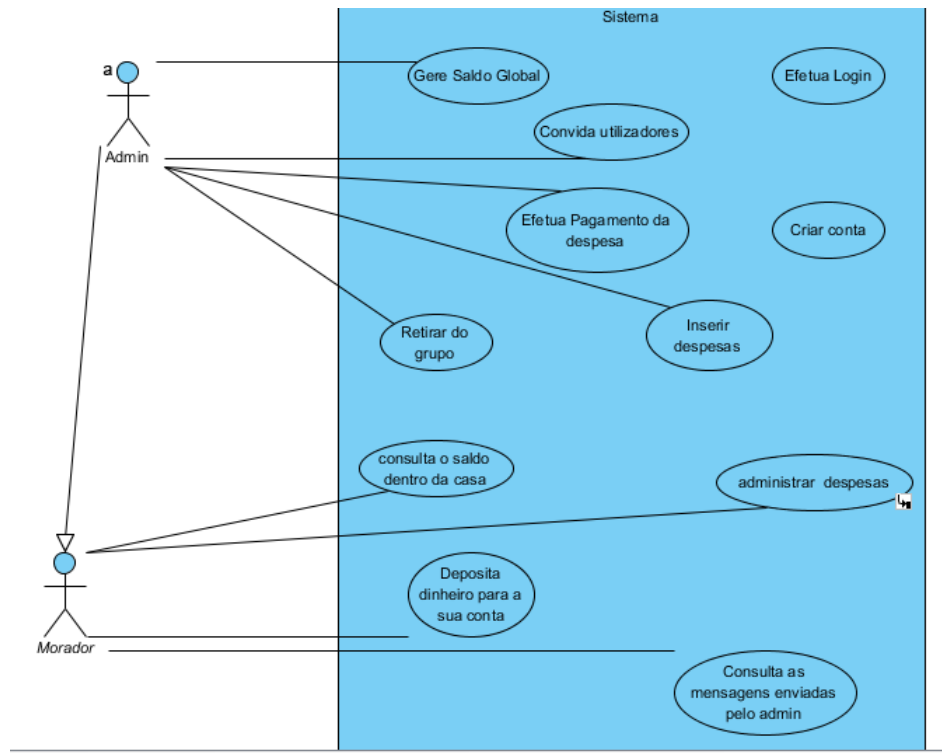 Sistema
a
Gere Saldo Global
Efetua Login
Convida utilizadores
Admin
Efetua Pagamento da
despesa
Criar conta
Retirar do
grupo
Inserir
despesas
consulta o saldo
dentro da casa
administrar despesas
Deposita
dinheiro para a
sua conta
Morador
Consulta as
mensagens enviadas
pelo admin